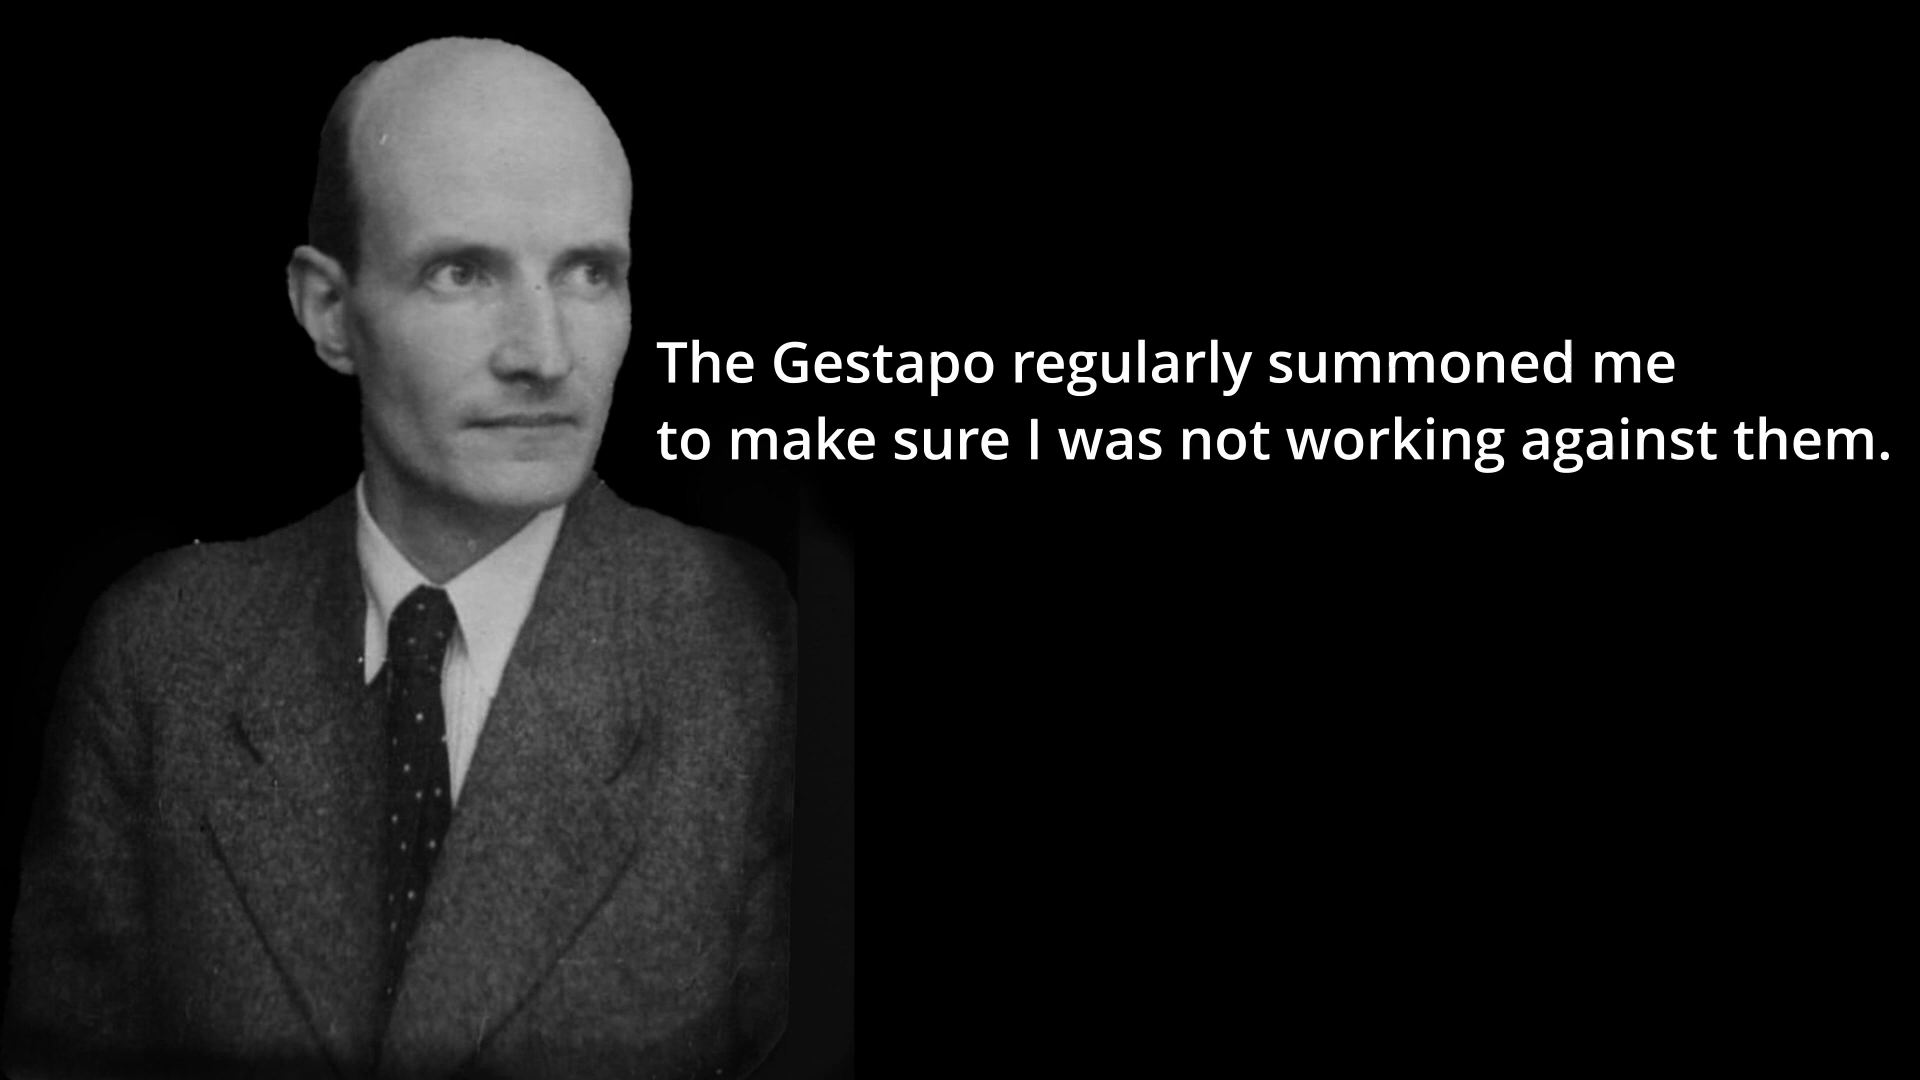 The Gestapo regularly summoned me
to make sure I was not working against them.